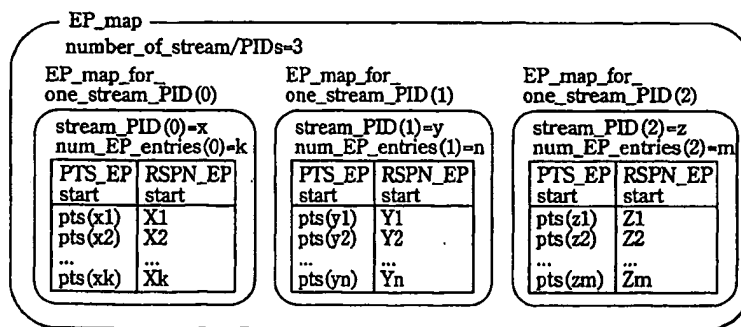 EP_map
number_of_stream/PIDs=3
EP_map_for_
one_stream_PID(0)
stream_PID(0)=x
num_EP_entries(0)=k
PTS_EP start RSPN_EP start
pts(x1) X1
pts(x2) X2
... ...
pts(xk) Xk
EP_map_for_
one_stream_PID(1)
stream_PID(1)=y
num_EP_entries(1)=n
PTS_EP start RSPN_EP start
pts(y1) Y1
pts(y2) Y2
... ...
pts(yn) Yn
EP_map_for_
one_stream_PID(2)
stream_PID(2)=z
num_EP_entries(2)=m
PTS_EP start RSPN_EP start
pts(z1) Z1
pts(z2) Z2
... ...
pts(zm) Zm